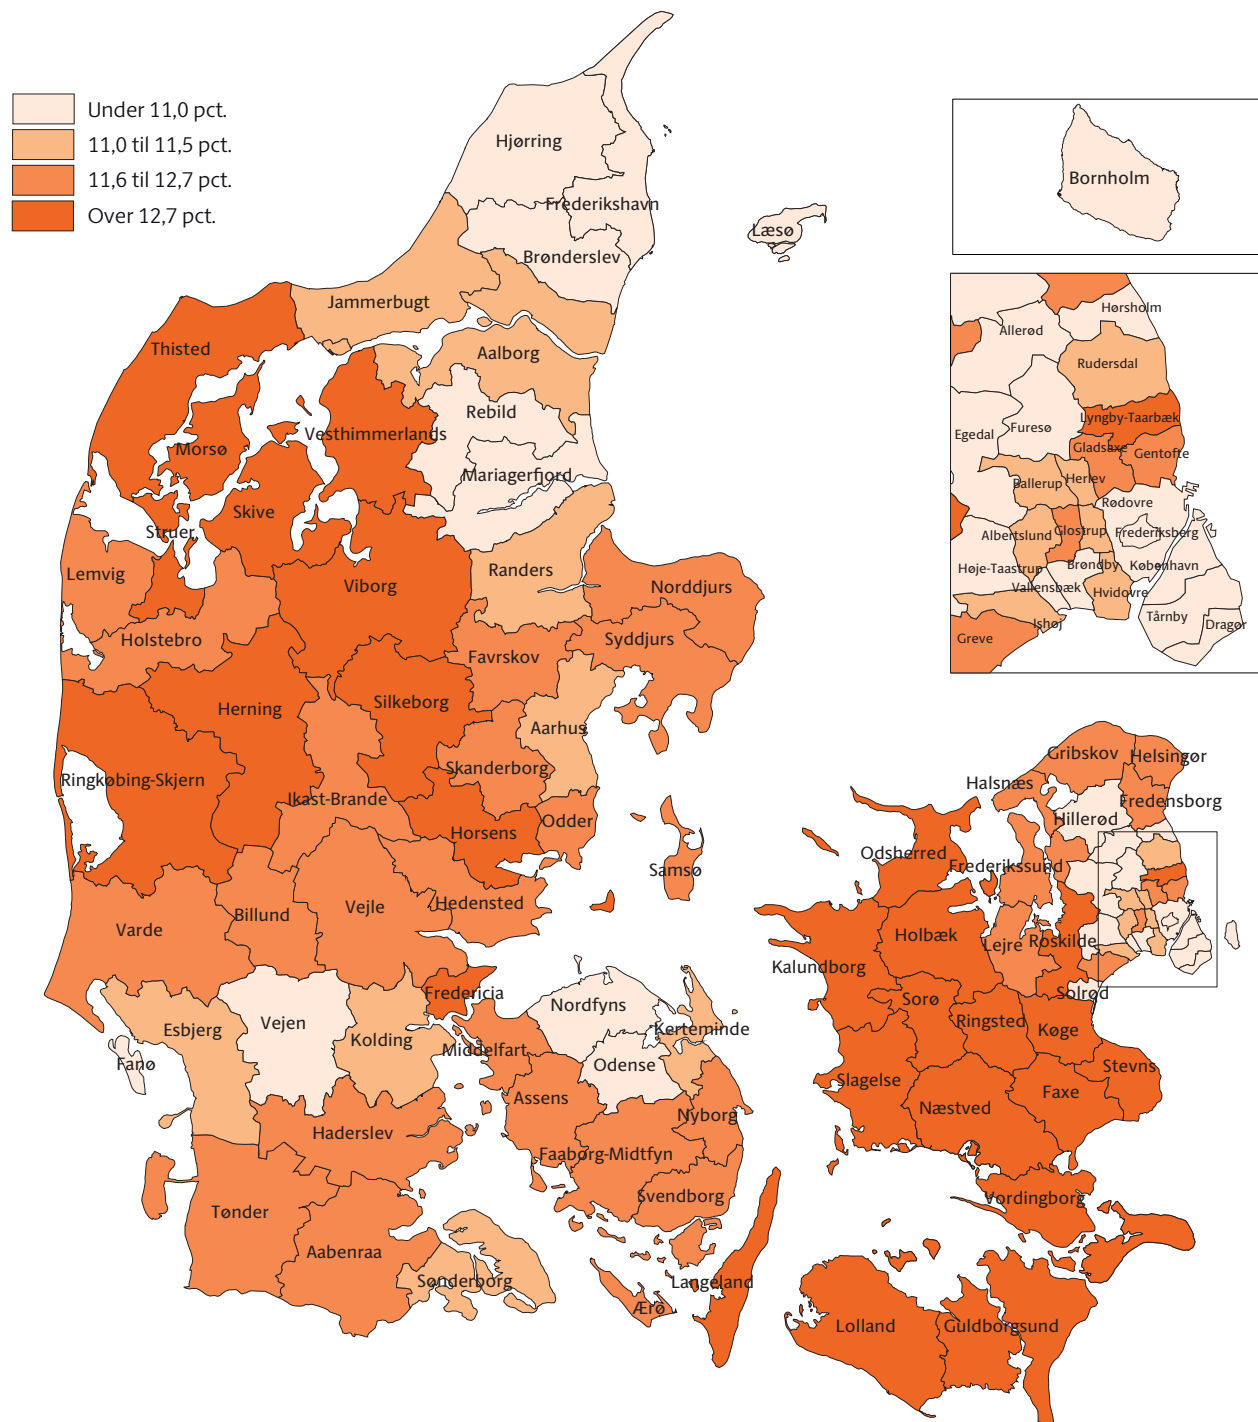 Under 11,0 pct.
11,0 til 11,5 pct.
11,6 til 12,7 pct.
Over 12,7 pct.
Hjørring
Frederikshavn
Læsø
Brønderslev
Jammerbugt
Thisted
Aalborg
Rebild
Vesthimmerlands
Morsø
Mariagerfjord
Skive
Struer
Lemvig
Viborg
Randers
Norddjurs
Holstebro
Syddjurs
Favrskov
Herning
Silkeborg
Aarhus
Ringkøbing-Skjern
Skanderborg
Ikast-Brande
Horsens
Odder
Samsø
Hedensted
Vejle
Billund
Varde
Fredericia
Nordfyns
Vejen
Esbjerg
Kolding
Kerteminde
Middelfart
Fanø
Odense
Assens
Nyborg
Haderslev
Faaborg-Midtfyn
Svendborg
Tønder
Aabenraa
Sønderborg
Langeland
Ærø
Bornholm
Hørsholm
Allerød
Rudersdal
Lyngby-Taarbæk
Furesø
Egedal
Gladsaxe
Gentofte
Ballerup
Herlev
Rødovre
Albertslund
Glostrup
Frederiksberg
Høje-Taastrup
Brøndby
København
Vallensbæk
Hvidovre
Tårnby
Dragør
Ishøj
Greve
Gribskov
Helsingør
Halsnæs
Fredensborg
Hillerød
Odsherred
Frederikssund
Holbæk
Lejre
Roskilde
Kalundborg
Solrød
Sorø
Ringsted
Køge
Stevns
Slagelse
Næstved
Faxe
Vordingborg
Lolland
Guldborgsund